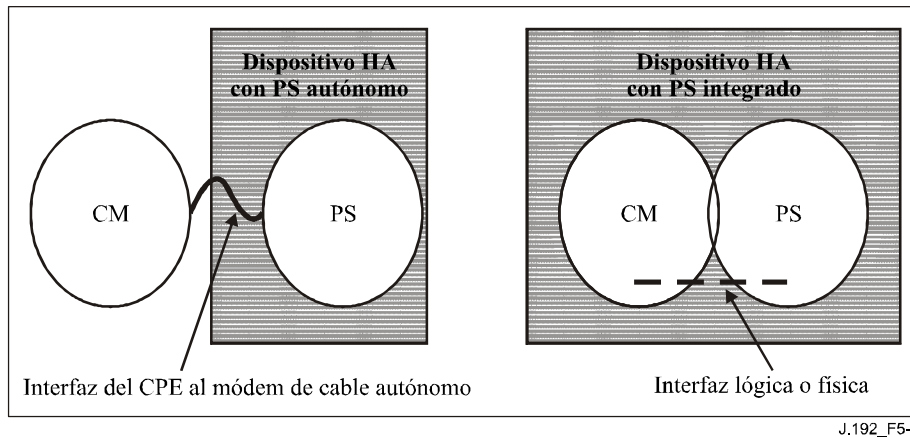 Dispositivo HA
con PS autónomo
CM
PS
Interfaz del CPE al módem de cable autónomo
Dispositivo HA
con PS integrado
CM
PS
Interfaz lógica o física
J.192_F5-